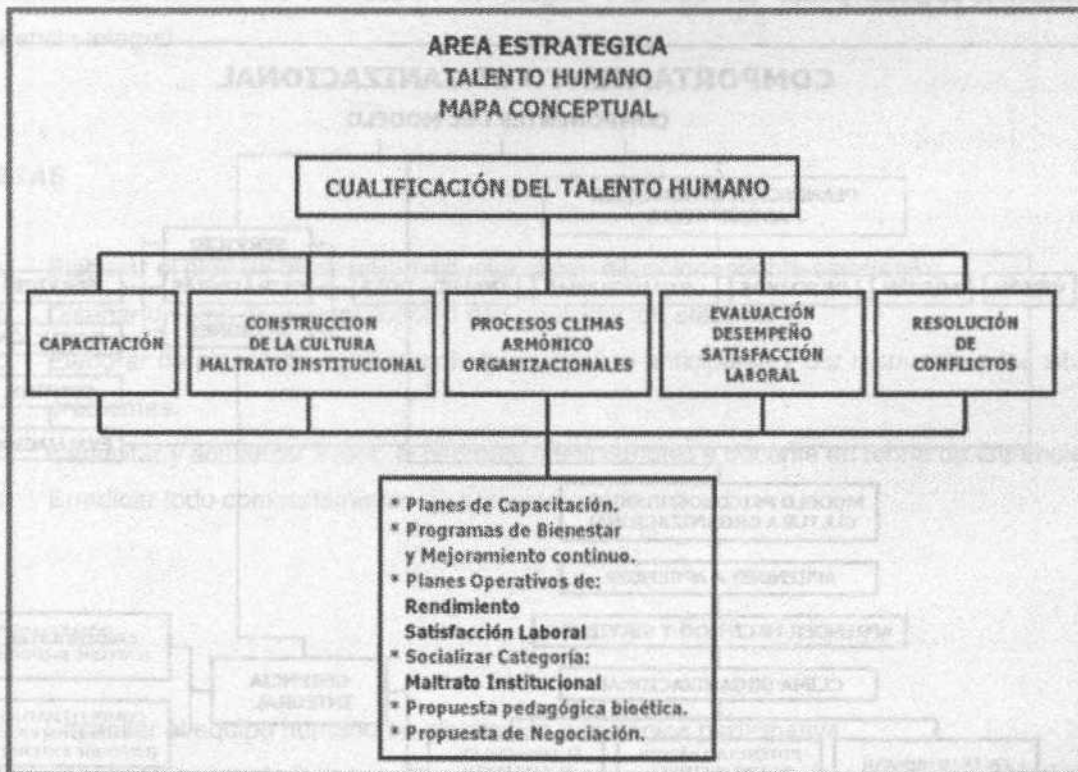 AREA ESTRATEGICA
TALENTO HUMANO
MAPA CONCEPTUAL
CUALIFICACIÓN DEL TALENTO HUMANO
CAPACITACIÓN
CONSTRUCCION
DE LA CULTURA
MALTRATO INSTITUCIONAL
PROCESOS CLIMAS
ARMÓNICO
ORGANIZACIONALES
EVALUACIÓN
DESEMPEÑO
SATISFACCIÓN
LABORAL
RESOLUCIÓN
DE
CONFLICTOS
* Planes de Capacitación.
* Programas de Bienestar
y Mejoramiento continuo.
* Planes Operativos de:
Rendimiento
Satisfacción Laboral
* Socializar Categoría:
Maltrato Institucional
* Propuesta pedagógica bioética.
* Propuesta de Negociación.